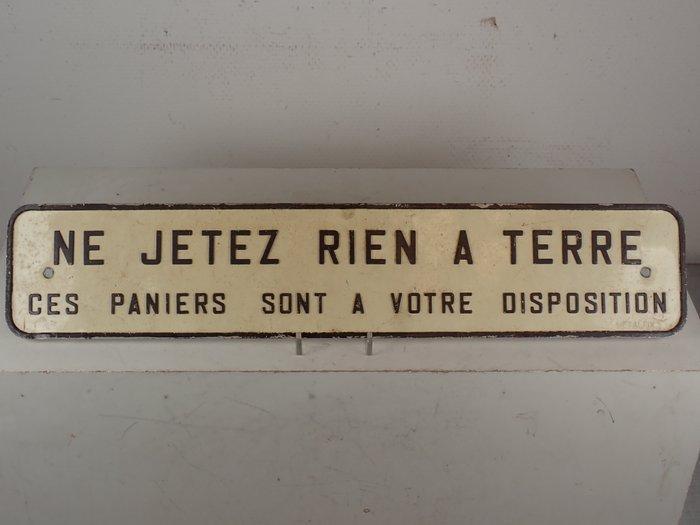 NE JETEZ RIEN A TERRE
CES PANIERS SONT A VOTRE DISPOSITION